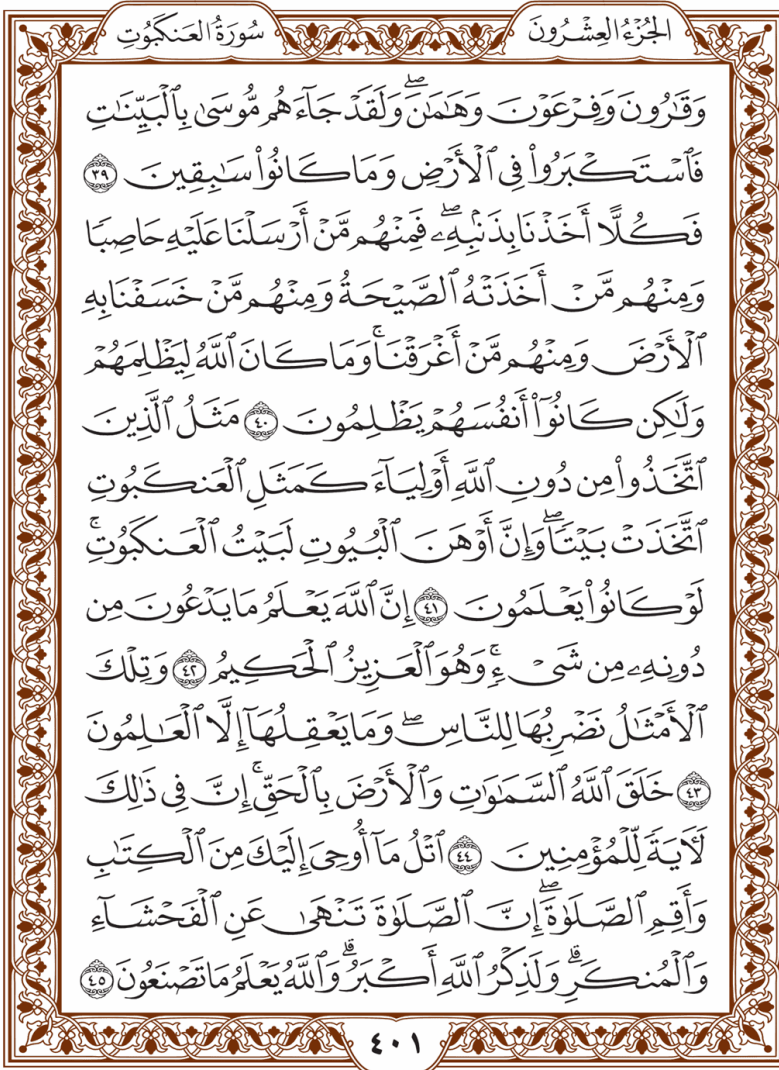 الجُزْءُ العِشْرُونَ
سُورَةُ العَنكَبُوتِ
وَقَٰرُونَ وَفِرْعَوْنَ وَهَٰمَٰنَۖ وَلَقَدْ جَآءَهُم مُّوسَىٰ بِٱلْبَيِّنَٰتِ
فَٱسْتَكْبَرُوا۟ فِى ٱلْأَرْضِ وَمَا كَانُوا۟ سَٰبِقِينَ ٣٩
فَكُلًّا أَخَذْنَا بِذَنۢبِهِۦۖ فَمِنْهُم مَّنْ أَرْسَلْنَا عَلَيْهِ حَاصِبًا
وَمِنْهُم مَّنْ أَخَذَتْهُ ٱلصَّيْحَةُ وَمِنْهُم مَّنْ خَسَفْنَا بِهِ
ٱلْأَرْضَ وَمِنْهُم مَّنْ أَغْرَقْنَاۚ وَمَا كَانَ ٱللَّهُ لِيَظْلِمَهُمْ
وَلَٰكِن كَانُوٓا۟ أَنفُسَهُمْ يَظْلِمُونَ ٤٠ مَثَلُ ٱلَّذِينَ
ٱتَّخَذُوا۟ مِن دُونِ ٱللَّهِ أَوْلِيَآءَ كَمَثَلِ ٱلْعَنكَبُوتِ
ٱتَّخَذَتْ بَيْتًاۖ وَإِنَّ أَوْهَنَ ٱلْبُيُوتِ لَبَيْتُ ٱلْعَنكَبُوتِۚ
لَوْ كَانُوا۟ يَعْلَمُونَ ٤١ إِنَّ ٱللَّهَ يَعْلَمُ مَا يَدْعُونَ مِن
دُونِهِۦ مِن شَىْءٍۚ وَهُوَ ٱلْعَزِيزُ ٱلْحَكِيمُ ٤٢ وَتِلْكَ
ٱلْأَمْثَٰلُ نَضْرِبُهَا لِلنَّاسِۖ وَمَا يَعْقِلُهَآ إِلَّا ٱلْعَٰلِمُونَ
٤٣ خَلَقَ ٱللَّهُ ٱلسَّمَٰوَٰتِ وَٱلْأَرْضَ بِٱلْحَقِّۚ إِنَّ فِى ذَٰلِكَ
لَءَايَةً لِّلْمُؤْمِنِينَ ٤٤ ٱتْلُ مَآ أُوحِىَ إِلَيْكَ مِنَ ٱلْكِتَٰبِ
وَأَقِمِ ٱلصَّلَوٰةَۖ إِنَّ ٱلصَّلَوٰةَ تَنْهَىٰ عَنِ ٱلْفَحْشَآءِ
وَٱلْمُنكَرِۗ وَلَذِكْرُ ٱللَّهِ أَكْبَرُۗ وَٱللَّهُ يَعْلَمُ مَا تَصْنَعُونَ ٤٥
٤٠١